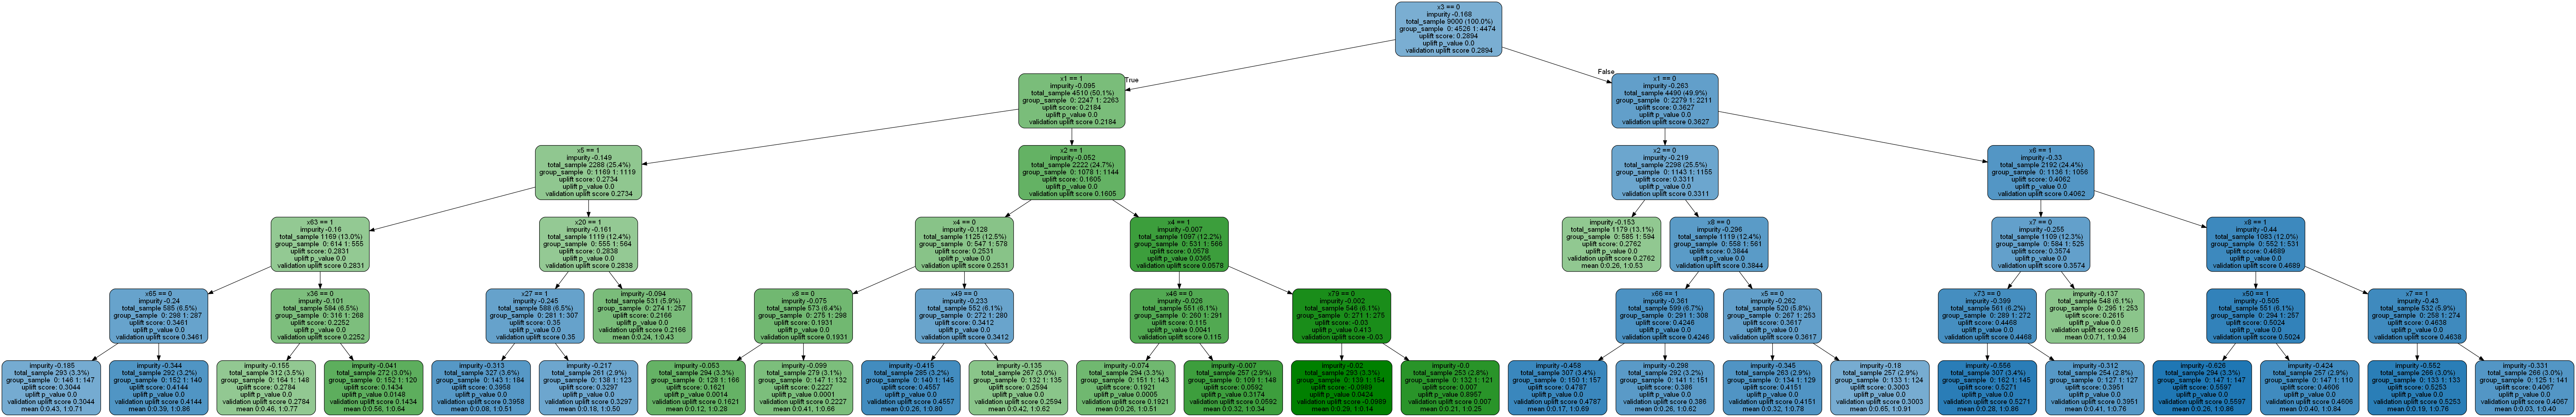 x3 == 0
impurity -0.168
total_sample 9000 (100.0%)
group_sample 0: 4526 1: 4474
uplift score: 0.2894
uplift p_value 0.0
validation uplift score 0.2894
True
False
x1 == 1
impurity -0.095
total_sample 4510 (50.1%)
group_sample 0: 2247 1: 2263
uplift score: 0.2184
uplift p_value 0.0
validation uplift score 0.2184
x1 == 0
impurity -0.263
total_sample 4490 (49.9%)
group_sample 0: 2279 1: 2211
uplift score: 0.3627
uplift p_value 0.0
validation uplift score 0.3627
x5 == 1
impurity -0.149
total_sample 2288 (25.4%)
group_sample 0: 1169 1: 1119
uplift score: 0.2734
uplift p_value 0.0
validation uplift score 0.2734
x2 == 1
impurity -0.052
total_sample 2222 (24.7%)
group_sample 0: 1078 1: 1144
uplift score: 0.1605
uplift p_value 0.0
validation uplift score 0.1605
x2 == 0
impurity -0.219
total_sample 2298 (25.5%)
group_sample 0: 1143 1: 1155
uplift score: 0.3311
uplift p_value 0.0
validation uplift score 0.3311
x6 == 1
impurity -0.33
total_sample 2192 (24.4%)
group_sample 0: 1136 1: 1056
uplift score: 0.4062
uplift p_value 0.0
validation uplift score 0.4062
x63 == 1
impurity -0.16
total_sample 1169 (13.0%)
group_sample 0: 614 1: 555
uplift score: 0.2831
uplift p_value 0.0
validation uplift score 0.2831
x20 == 1
impurity -0.161
total_sample 1119 (12.4%)
group_sample 0: 555 1: 564
uplift score: 0.2838
uplift p_value 0.0
validation uplift score 0.2838
x4 == 0
impurity -0.128
total_sample 1125 (12.5%)
group_sample 0: 547 1: 578
uplift score: 0.2531
uplift p_value 0.0
validation uplift score 0.2531
x4 == 1
impurity -0.007
total_sample 1097 (12.2%)
group_sample 0: 531 1: 566
uplift score: 0.0578
uplift p_value 0.0365
validation uplift score 0.0578
impurity -0.153
total_sample 1179 (13.1%)
group_sample 0: 585 1: 594
uplift score: 0.2762
uplift p_value 0.0
validation uplift score 0.2762
mean 0:0.26, 1:0.53
x8 == 0
impurity -0.296
total_sample 1119 (12.4%)
group_sample 0: 558 1: 561
uplift score: 0.3844
uplift p_value 0.0
validation uplift score 0.3844
x7 == 0
impurity -0.255
total_sample 1109 (12.3%)
group_sample 0: 584 1: 525
uplift score: 0.3574
uplift p_value 0.0
validation uplift score 0.3574
x8 == 1
impurity -0.44
total_sample 1083 (12.0%)
group_sample 0: 552 1: 531
uplift score: 0.4689
uplift p_value 0.0
validation uplift score 0.4689
x65 == 0
impurity -0.24
total_sample 585 (6.5%)
group_sample 0: 298 1: 287
uplift score: 0.3461
uplift p_value 0.0
validation uplift score 0.3461
x36 == 0
impurity -0.101
total_sample 584 (6.5%)
group_sample 0: 316 1: 268
uplift score: 0.2252
uplift p_value 0.0
validation uplift score 0.2252
x27 == 1
impurity -0.245
total_sample 588 (6.5%)
group_sample 0: 281 1: 307
uplift score: 0.35
uplift p_value 0.0
validation uplift score 0.35
impurity -0.094
total_sample 531 (5.9%)
group_sample 0: 274 1: 257
uplift score: 0.2166
uplift p_value 0.0
validation uplift score 0.2166
mean 0:0.24, 1:0.43
x8 == 0
impurity -0.075
total_sample 573 (6.4%)
group_sample 0: 275 1: 298
uplift score: 0.1931
uplift p_value 0.0
validation uplift score 0.1931
x49 == 0
impurity -0.233
total_sample 552 (6.1%)
group_sample 0: 272 1: 280
uplift score: 0.3412
uplift p_value 0.0
validation uplift score 0.3412
x46 == 0
impurity -0.026
total_sample 551 (6.1%)
group_sample 0: 260 1: 291
uplift score: 0.115
uplift p_value 0.0041
validation uplift score 0.115
x79 == 0
impurity -0.002
total_sample 546 (6.1%)
group_sample 0: 271 1: 275
uplift score: -0.03
uplift p_value 0.413
validation uplift score -0.03
x66 == 1
impurity -0.361
total_sample 599 (6.7%)
group_sample 0: 291 1: 308
uplift score: 0.4246
uplift p_value 0.0
validation uplift score 0.4246
x5 == 0
impurity -0.262
total_sample 520 (5.8%)
group_sample 0: 267 1: 253
uplift score: 0.3617
uplift p_value 0.0
validation uplift score 0.3617
x73 == 0
impurity -0.399
total_sample 561 (6.2%)
group_sample 0: 289 1: 272
uplift score: 0.4468
uplift p_value 0.0
validation uplift score 0.4468
impurity -0.137
total_sample 548 (6.1%)
group_sample 0: 295 1: 253
uplift score: 0.2615
uplift p_value 0.0
validation uplift score 0.2615
mean 0:0.71, 1:0.94
x50 == 1
impurity -0.505
total_sample 551 (6.1%)
group_sample 0: 294 1: 257
uplift score: 0.5024
uplift p_value 0.0
validation uplift score 0.5024
x7 == 1
impurity -0.43
total_sample 532 (5.9%)
group_sample 0: 258 1: 274
uplift score: 0.4638
uplift p_value 0.0
validation uplift score 0.4638
impurity -0.185
total_sample 293 (3.3%)
group_sample 0: 146 1: 147
uplift score: 0.3044
uplift p_value 0.0
validation uplift score 0.3044
mean 0:0.43, 1:0.71
impurity -0.344
total_sample 292 (3.2%)
group_sample 0: 152 1: 140
uplift score: 0.4144
uplift p_value 0.0
validation uplift score 0.4144
mean 0:0.39, 1:0.86
impurity -0.155
total_sample 312 (3.5%)
group_sample 0: 164 1: 148
uplift score: 0.2784
uplift p_value 0.0
validation uplift score 0.2784
mean 0:0.46, 1:0.77
impurity -0.041
total_sample 272 (3.0%)
group_sample 0: 152 1: 120
uplift score: 0.1434
uplift p_value 0.0148
validation uplift score 0.1434
mean 0:0.56, 1:0.64
impurity -0.313
total_sample 327 (3.6%)
group_sample 0: 143 1: 184
uplift score: 0.3958
uplift p_value 0.0
validation uplift score 0.3958
mean 0:0.08, 1:0.51
impurity -0.217
total_sample 261 (2.9%)
group_sample 0: 138 1: 123
uplift score: 0.3297
uplift p_value 0.0
validation uplift score 0.3297
mean 0:0.18, 1:0.50
impurity -0.053
total_sample 294 (3.3%)
group_sample 0: 128 1: 166
uplift score: 0.1621
uplift p_value 0.0014
validation uplift score 0.1621
mean 0:0.12, 1:0.28
impurity -0.099
total_sample 279 (3.1%)
group_sample 0: 147 1: 132
uplift score: 0.2227
uplift p_value 0.0001
validation uplift score 0.2227
mean 0:0.41, 1:0.66
impurity -0.415
total_sample 285 (3.2%)
group_sample 0: 140 1: 145
uplift score: 0.4557
uplift p_value 0.0
validation uplift score 0.4557
mean 0:0.26, 1:0.80
impurity -0.135
total_sample 267 (3.0%)
group_sample 0: 132 1: 135
uplift score: 0.2594
uplift p_value 0.0
validation uplift score 0.2594
mean 0:0.42, 1:0.62
impurity -0.074
total_sample 294 (3.3%)
group_sample 0: 151 1: 143
uplift score: 0.1921
uplift p_value 0.0005
validation uplift score 0.1921
mean 0:0.26, 1:0.51
impurity -0.007
total_sample 257 (2.9%)
group_sample 0: 109 1: 148
uplift score: 0.0592
uplift p_value 0.3174
validation uplift score 0.0592
mean 0:0.32, 1:0.34
impurity -0.02
total_sample 293 (3.3%)
group_sample 0: 139 1: 154
uplift score: -0.0989
uplift p_value 0.0424
validation uplift score -0.0989
mean 0:0.29, 1:0.14
impurity -0.0
total_sample 253 (2.8%)
group_sample 0: 132 1: 121
uplift score: 0.007
uplift p_value 0.8957
validation uplift score 0.007
mean 0:0.21, 1:0.25
impurity -0.458
total_sample 307 (3.4%)
group_sample 0: 150 1: 157
uplift score: 0.4787
uplift p_value 0.0
validation uplift score 0.4787
mean 0:0.17, 1:0.69
impurity -0.298
total_sample 292 (3.2%)
group_sample 0: 141 1: 151
uplift score: 0.386
uplift p_value 0.0
validation uplift score 0.386
mean 0:0.26, 1:0.62
impurity -0.345
total_sample 263 (2.9%)
group_sample 0: 134 1: 129
uplift score: 0.4151
uplift p_value 0.0
validation uplift score 0.4151
mean 0:0.32, 1:0.78
impurity -0.18
total_sample 257 (2.9%)
group_sample 0: 133 1: 124
uplift score: 0.3003
uplift p_value 0.0
validation uplift score 0.3003
mean 0:0.65, 1:0.91
impurity -0.556
total_sample 307 (3.4%)
group_sample 0: 162 1: 145
uplift score: 0.5271
uplift p_value 0.0
validation uplift score 0.5271
mean 0:0.28, 1:0.86
impurity -0.312
total_sample 254 (2.8%)
group_sample 0: 127 1: 127
uplift score: 0.3951
uplift p_value 0.0
validation uplift score 0.3951
mean 0:0.41, 1:0.76
impurity -0.626
total_sample 294 (3.3%)
group_sample 0: 147 1: 147
uplift score: 0.5597
uplift p_value 0.0
validation uplift score 0.5597
mean 0:0.26, 1:0.86
impurity -0.424
total_sample 257 (2.9%)
group_sample 0: 147 1: 110
uplift score: 0.4606
uplift p_value 0.0
validation uplift score 0.4606
mean 0:0.40, 1:0.84
impurity -0.552
total_sample 266 (3.0%)
group_sample 0: 133 1: 133
uplift score: 0.5253
uplift p_value 0.0
validation uplift score 0.5253
mean 0:0.19, 1:0.76
impurity -0.331
total_sample 266 (3.0%)
group_sample 0: 125 1: 141
uplift score: 0.4067
uplift p_value 0.0
validation uplift score 0.4067
mean 0:0.03, 1:0.40